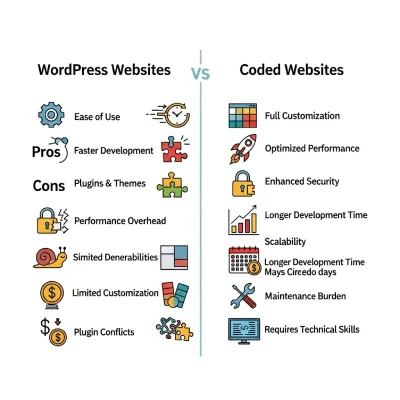 WordPress Websites
VS
Coded Websites
Ease of Use
Pros
Faster Development
Cons
Plugins & Themes
Performance Overhead
Simited Denerabilities
Limited Customization
$
Plugin Conflicts
$
$
Full Customization
Optimized Performance
Enhanced Security
Longer Development Time
Scalability
Longer Development Time
Mays Circedo days
$
Maintenance Burden
Requires Technical Skills